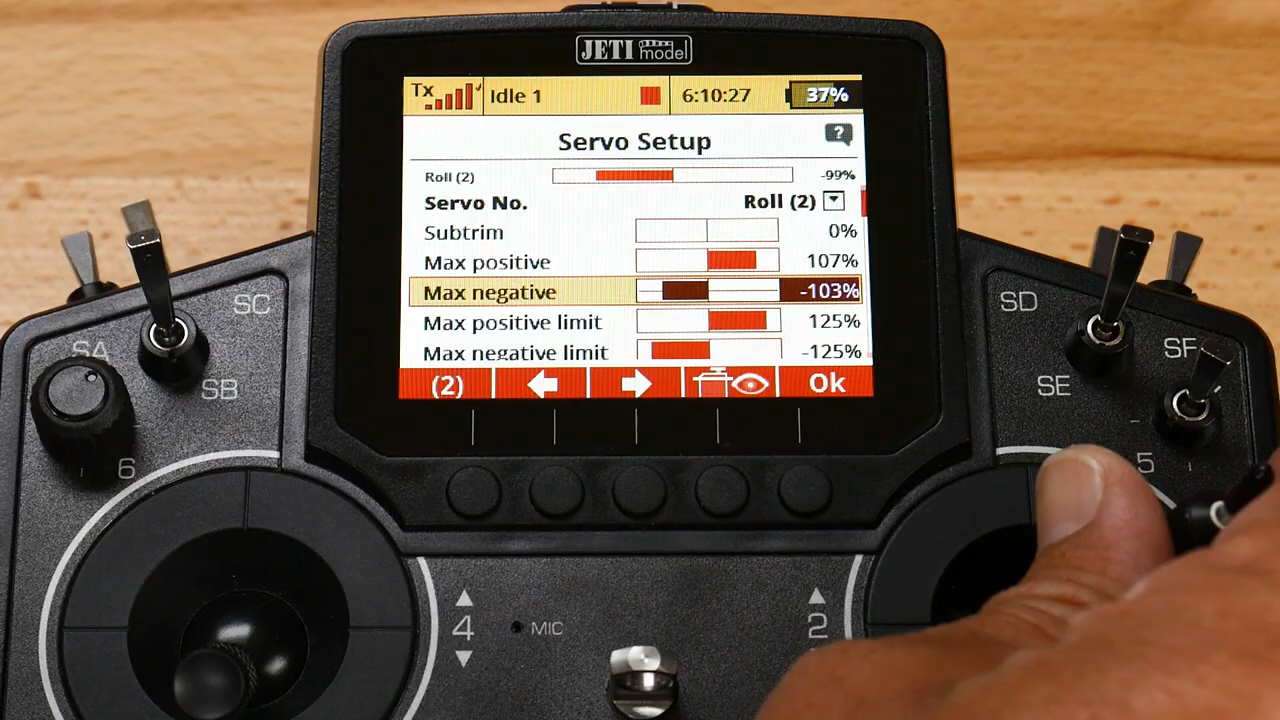 JETI model
Tx Idle 1 6:10:27 37%
Servo Setup ?
Roll (2) -99%
Servo No. Roll (2)
Subtrim 0%
Max positive 107%
Max negative -103%
Max positive limit 125%
Max negative limit -125%
(2) Ok
SC
SD
SA
SF
SB
SE
6
5
4
MIC
2